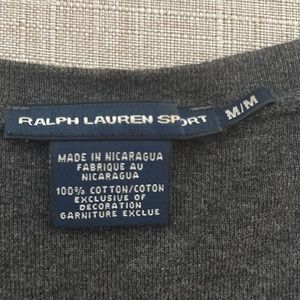 RALPH LAUREN SPORT
M/M
MADE IN NICARAGUA
FABRIQUE AU
NICARAGUA
100% COTTON/COTON
EXCLUSIVE OF
DECORATION
GARNITURE EXCLUE